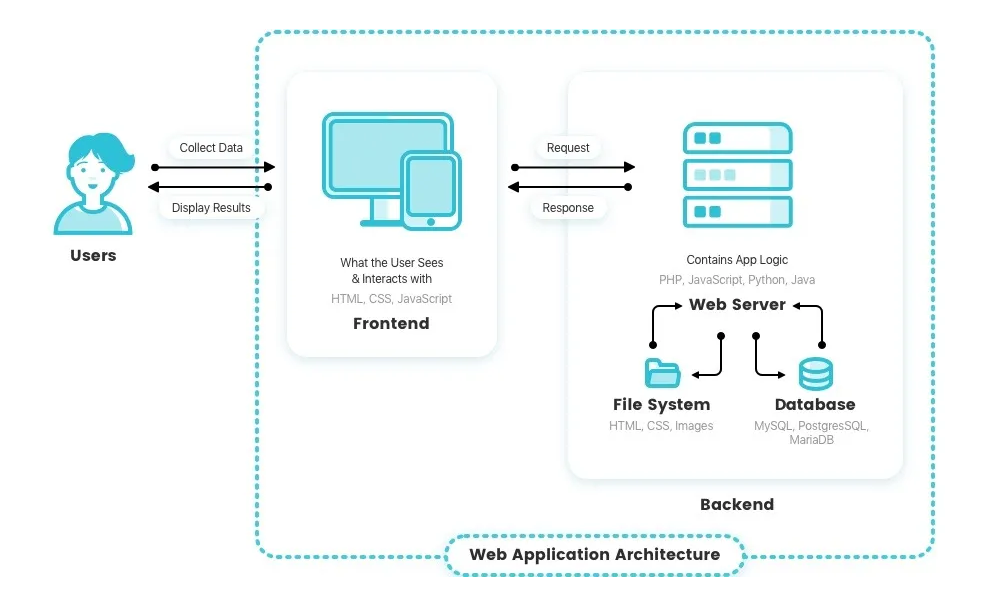 Users
Collect Data
Display Results
What the User Sees
& Interacts with
HTML, CSS, JavaScript
Frontend
Request
Response
Contains App Logic
PHP, JavaScript, Python, Java
Web Server
File System
HTML, CSS, Images
Database
MySQL, PostgresSQL,
MariaDB
Backend
Web Application Architecture